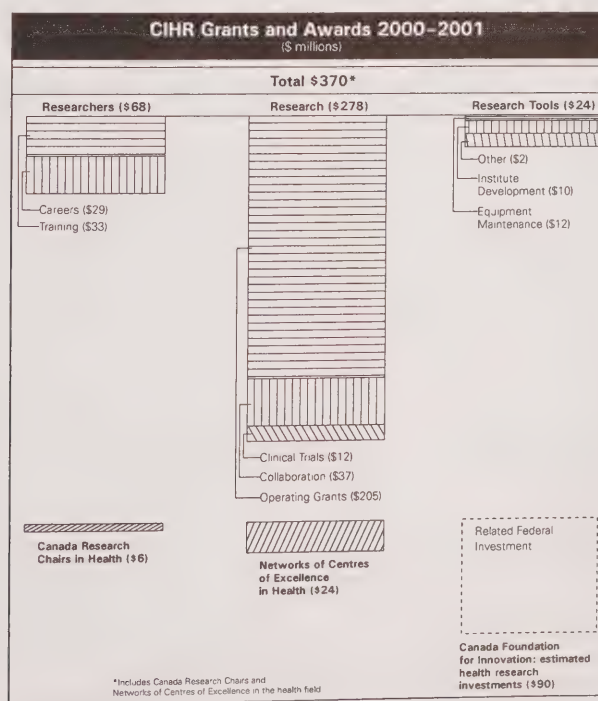 CIHR Grants and Awards 2000–2001
($ millions)
Total $370*
Researchers ($68)
Careers ($29)
Training ($33)
Research ($278)
Clinical Trials ($12)
Collaboration ($37)
Operating Grants ($205)
Research Tools ($24)
Other ($2)
Institute
Development ($10)
Equipment
Maintenance ($12)
Canada Research
Chairs in Health ($6)
Networks of Centres
of Excellence
in Health ($24)
Related Federal
Investment
Canada Foundation
for Innovation: estimated
health research
investments ($90)
*Includes Canada Research Chairs and
Networks of Centres of Excellence in the health field